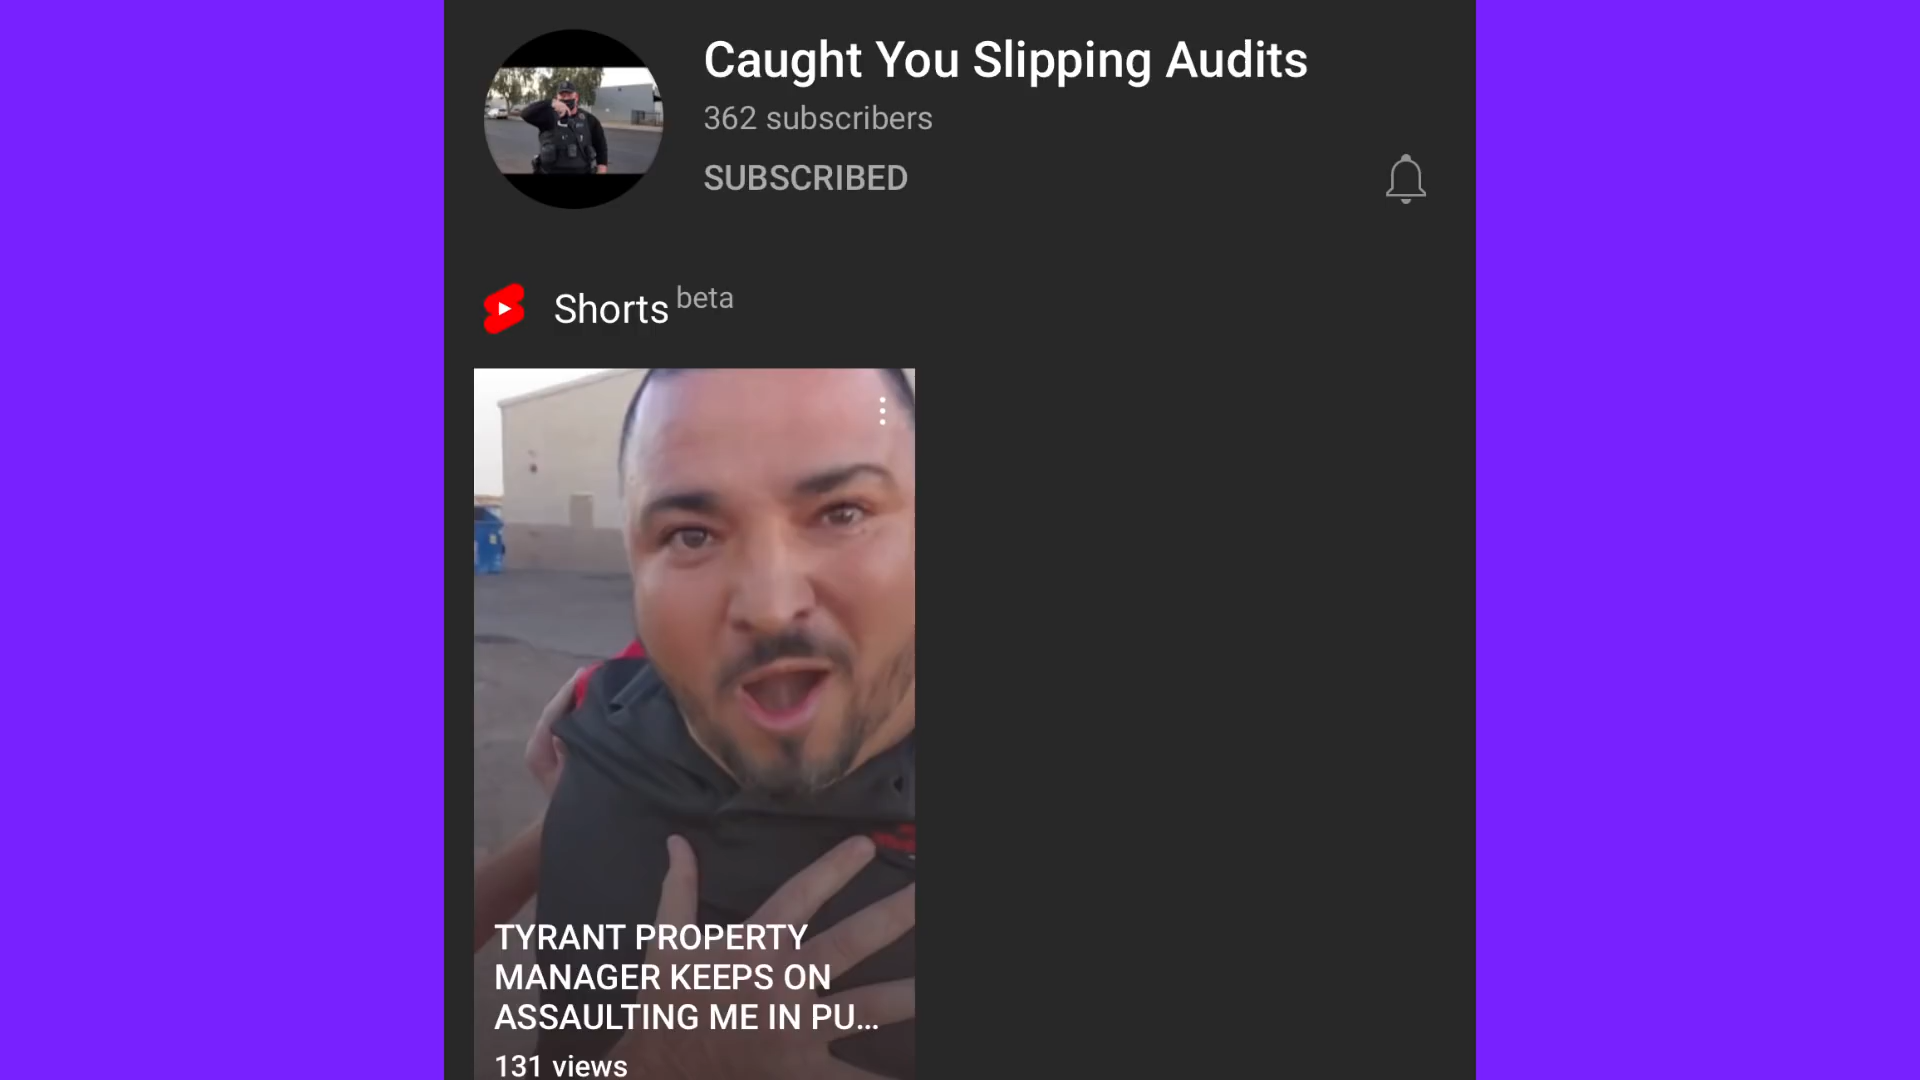 Caught You Slipping Audits
362 subscribers
SUBSCRIBED
Shorts beta
TYRANT PROPERTY
MANAGER KEEPS ON
ASSAULTING ME IN PU...
131 views